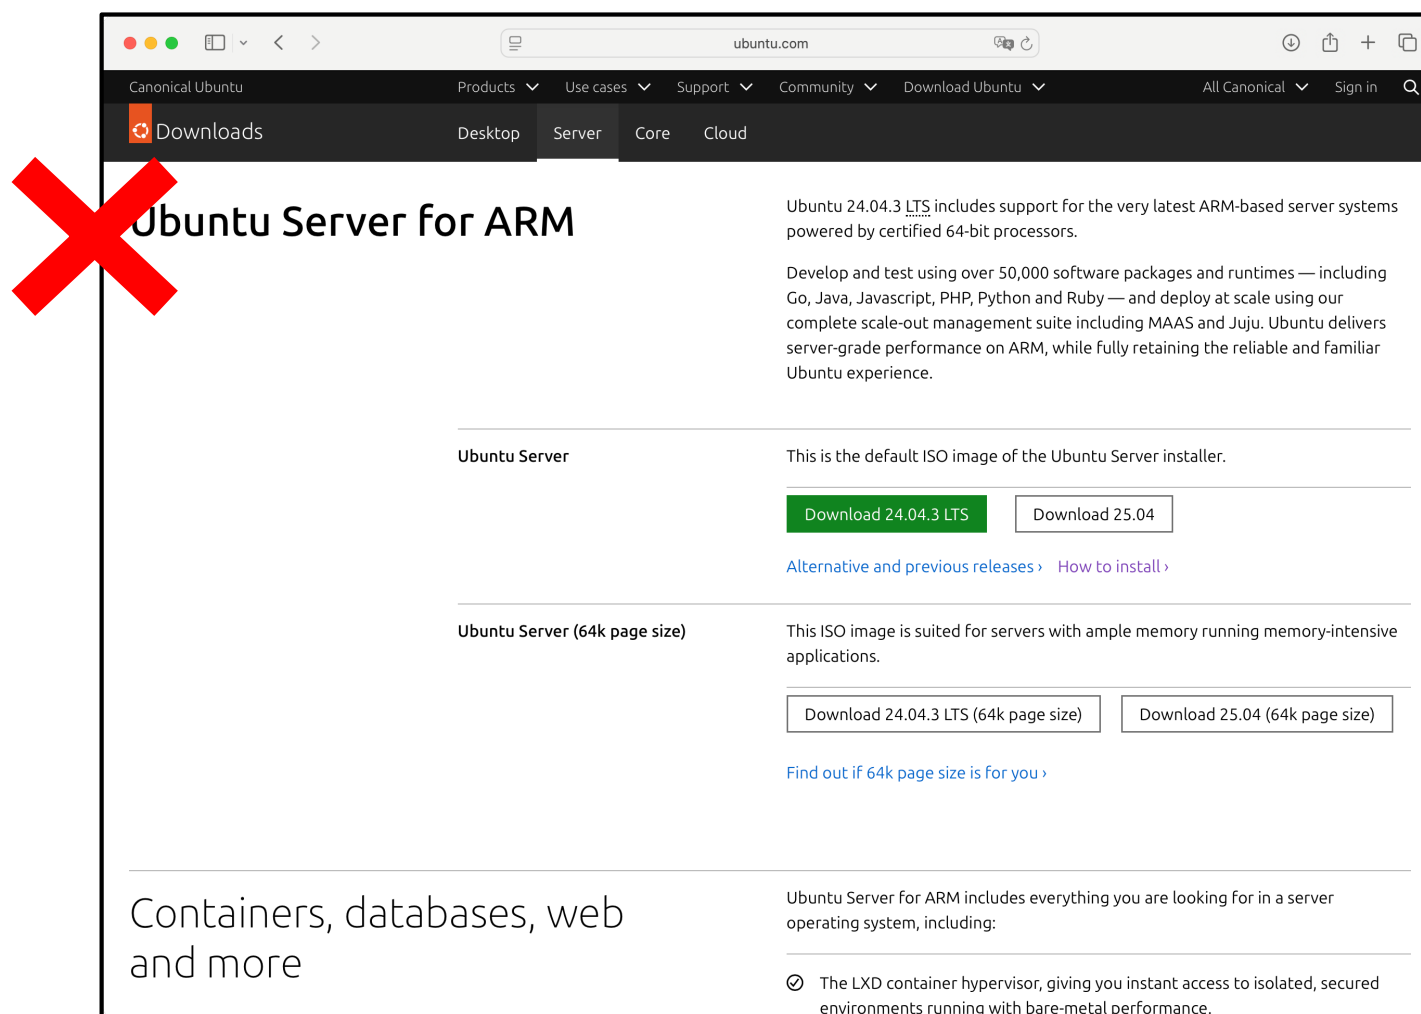 ubuntu.com
Canonical Ubuntu
Products
Use cases
Support
Community
Download Ubuntu
All Canonical
Sign in
Downloads
Desktop
Server
Core
Cloud
Ubuntu Server for ARM
Ubuntu 24.04.3 LTS includes support for the very latest ARM-based server systems
powered by certified 64-bit processors.
Develop and test using over 50,000 software packages and runtimes — including
Go, Java, Javascript, PHP, Python and Ruby — and deploy at scale using our
complete scale-out management suite including MAAS and Juju. Ubuntu delivers
server-grade performance on ARM, while fully retaining the reliable and familiar
Ubuntu experience.
Ubuntu Server
This is the default ISO image of the Ubuntu Server installer.
Download 24.04.3 LTS
Download 25.04
Alternative and previous releases ›
How to install ›
Ubuntu Server (64k page size)
This ISO image is suited for servers with ample memory running memory-intensive
applications.
Download 24.04.3 LTS (64k page size)
Download 25.04 (64k page size)
Find out if 64k page size is for you ›
Containers, databases, web
and more
Ubuntu Server for ARM includes everything you are looking for in a server
operating system, including:
The LXD container hypervisor, giving you instant access to isolated, secured
environments running with bare-metal performance.